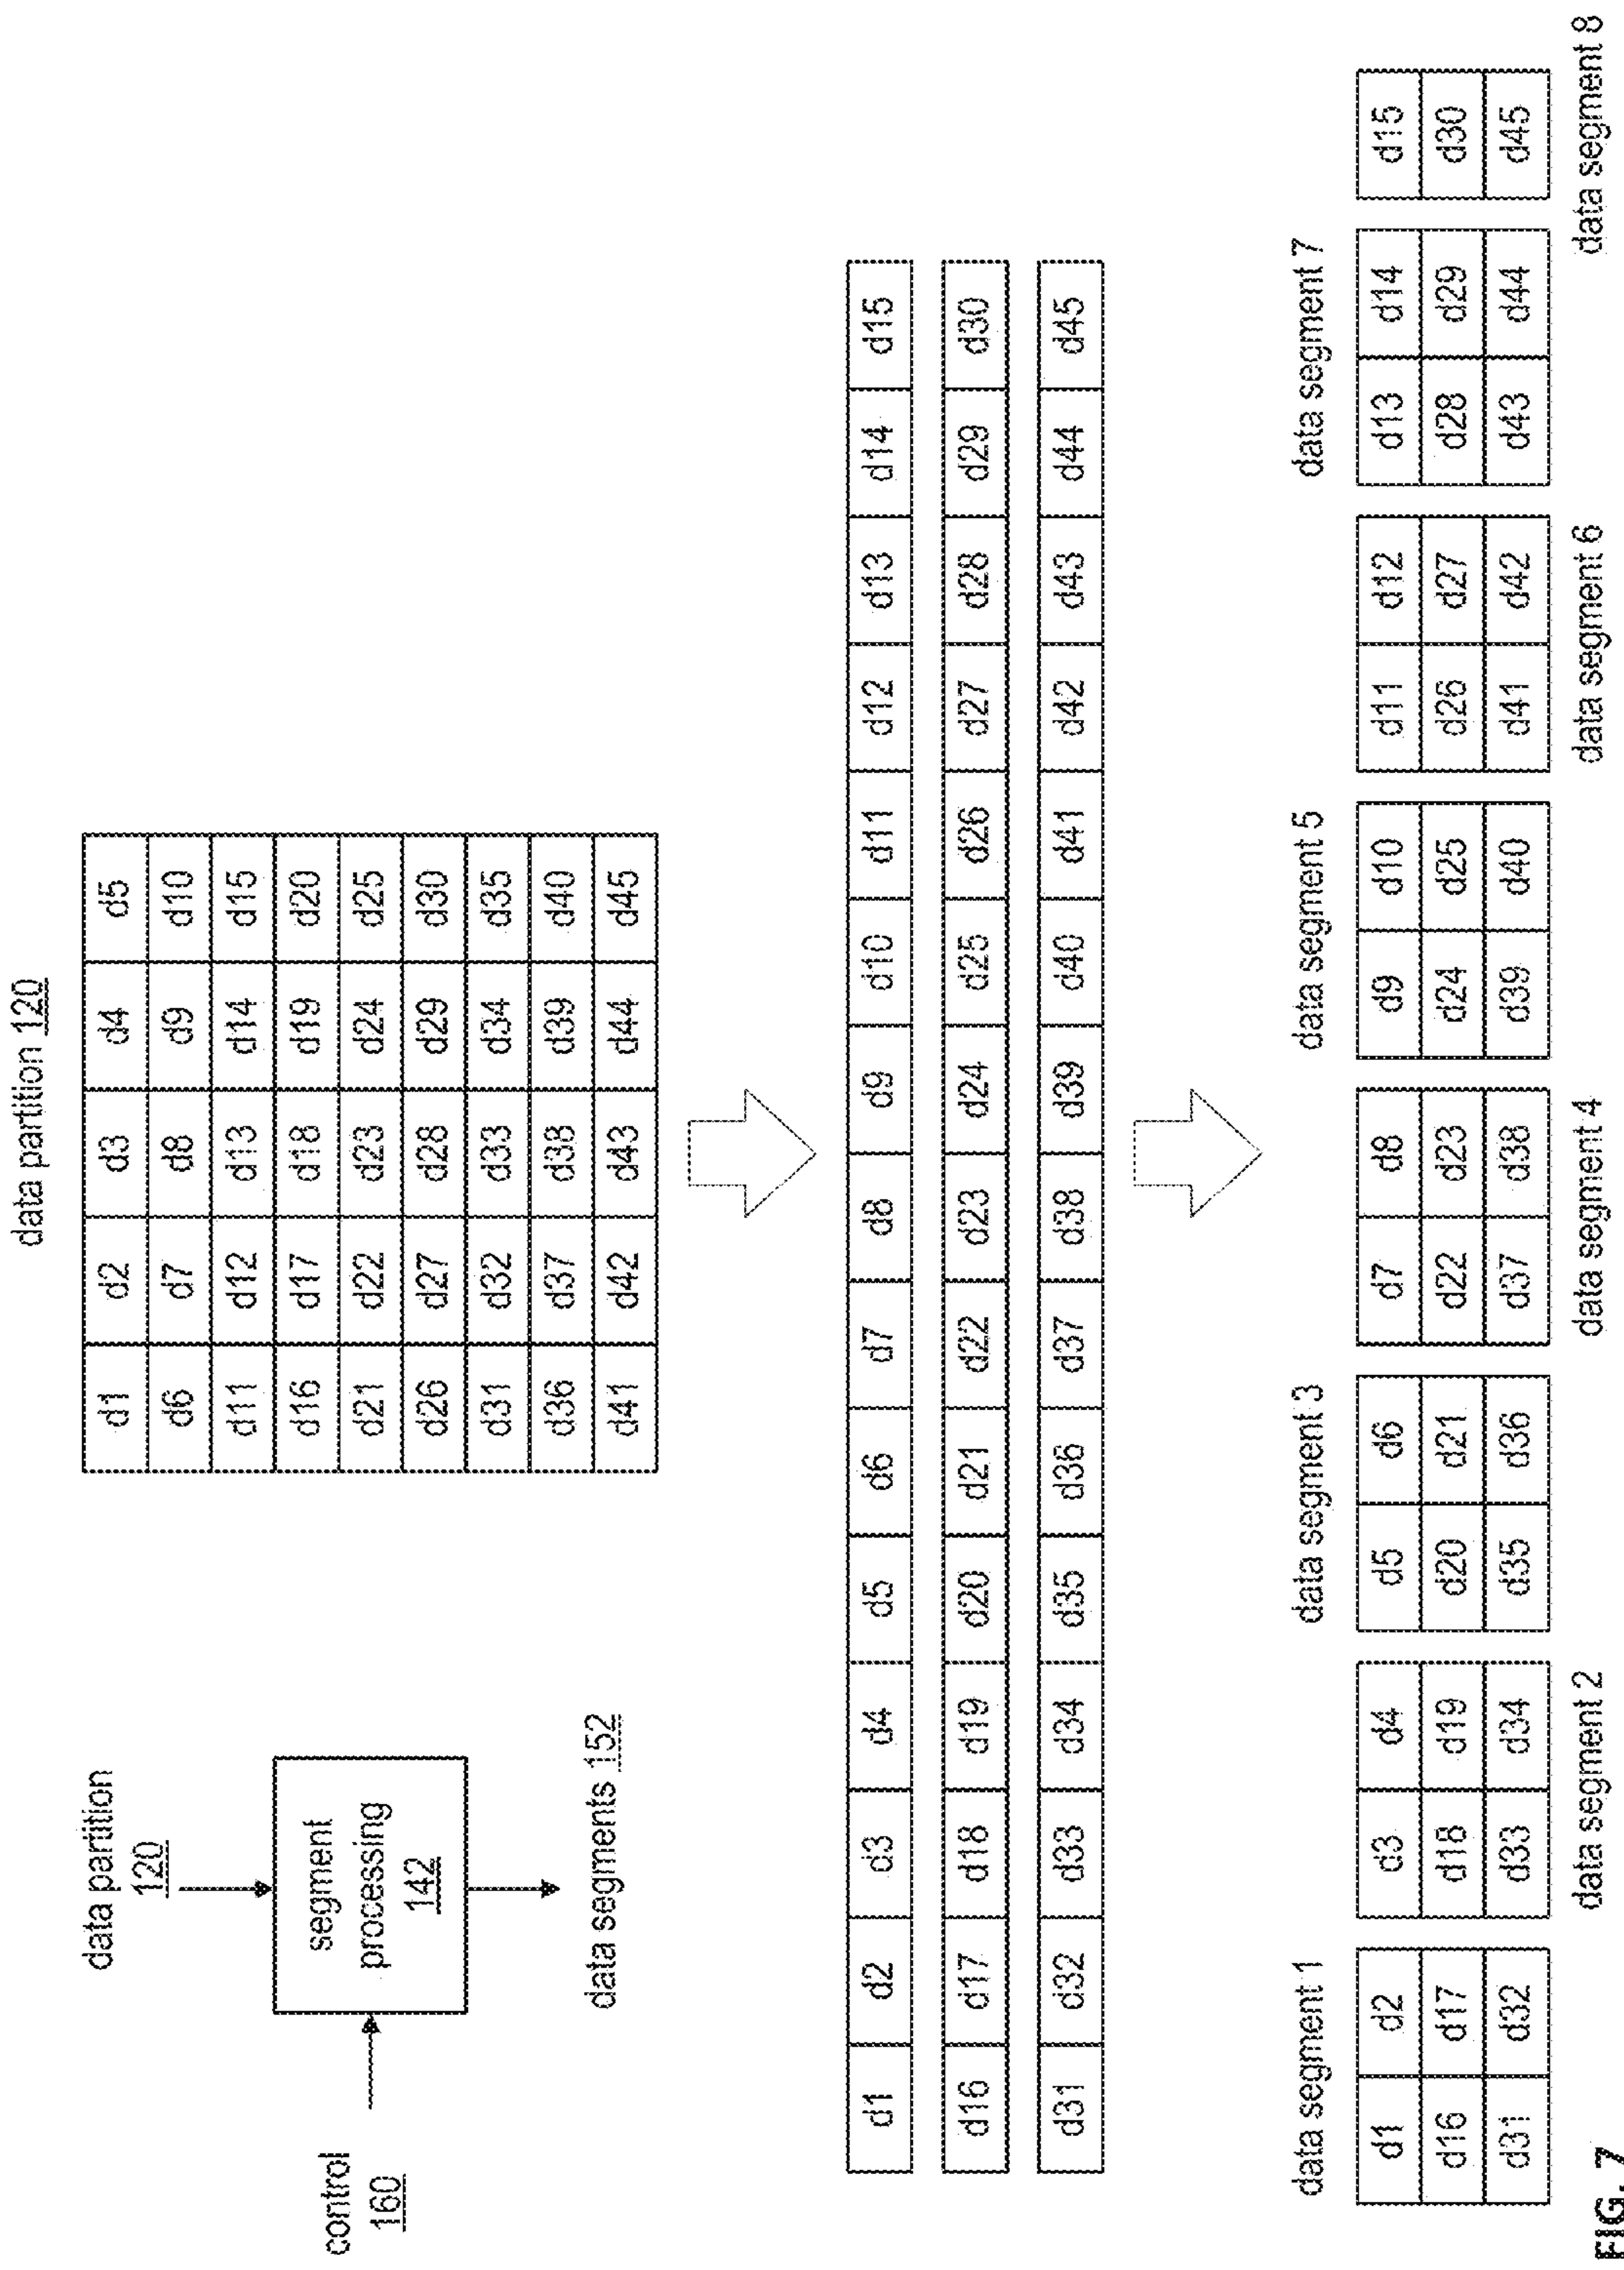 data partition
120
control
160
segment
processing
142
data segments 152
data partition 120
d1 d2 d3 d4 d5
d6 d7 d8 d9 d10
d11 d12 d13 d14 d15
d16 d17 d18 d19 d20
d21 d22 d23 d24 d25
d26 d27 d28 d29 d30
d31 d32 d33 d34 d35
d36 d37 d38 d39 d40
d41 d42 d43 d44 d45
d1 d2 d3 d4 d5 d6 d7 d8 d9 d10 d11 d12 d13 d14 d15
d16 d17 d18 d19 d20 d21 d22 d23 d24 d25 d26 d27 d28 d29 d30
d31 d32 d33 d34 d35 d36 d37 d38 d39 d40 d41 d42 d43 d44 d45
data segment 1 data segment 3 data segment 5 data segment 7
d1 d2 d3 d4 d5 d6 d7 d8 d9 d10 d11 d12 d13 d14 d15
d16 d17 d18 d19 d20 d21 d22 d23 d24 d25 d26 d27 d28 d29 d30
d31 d32 d33 d34 d35 d36 d37 d38 d39 d40 d41 d42 d43 d44 d45
data segment 2 data segment 4 data segment 6 data segment 8
FIG. 7